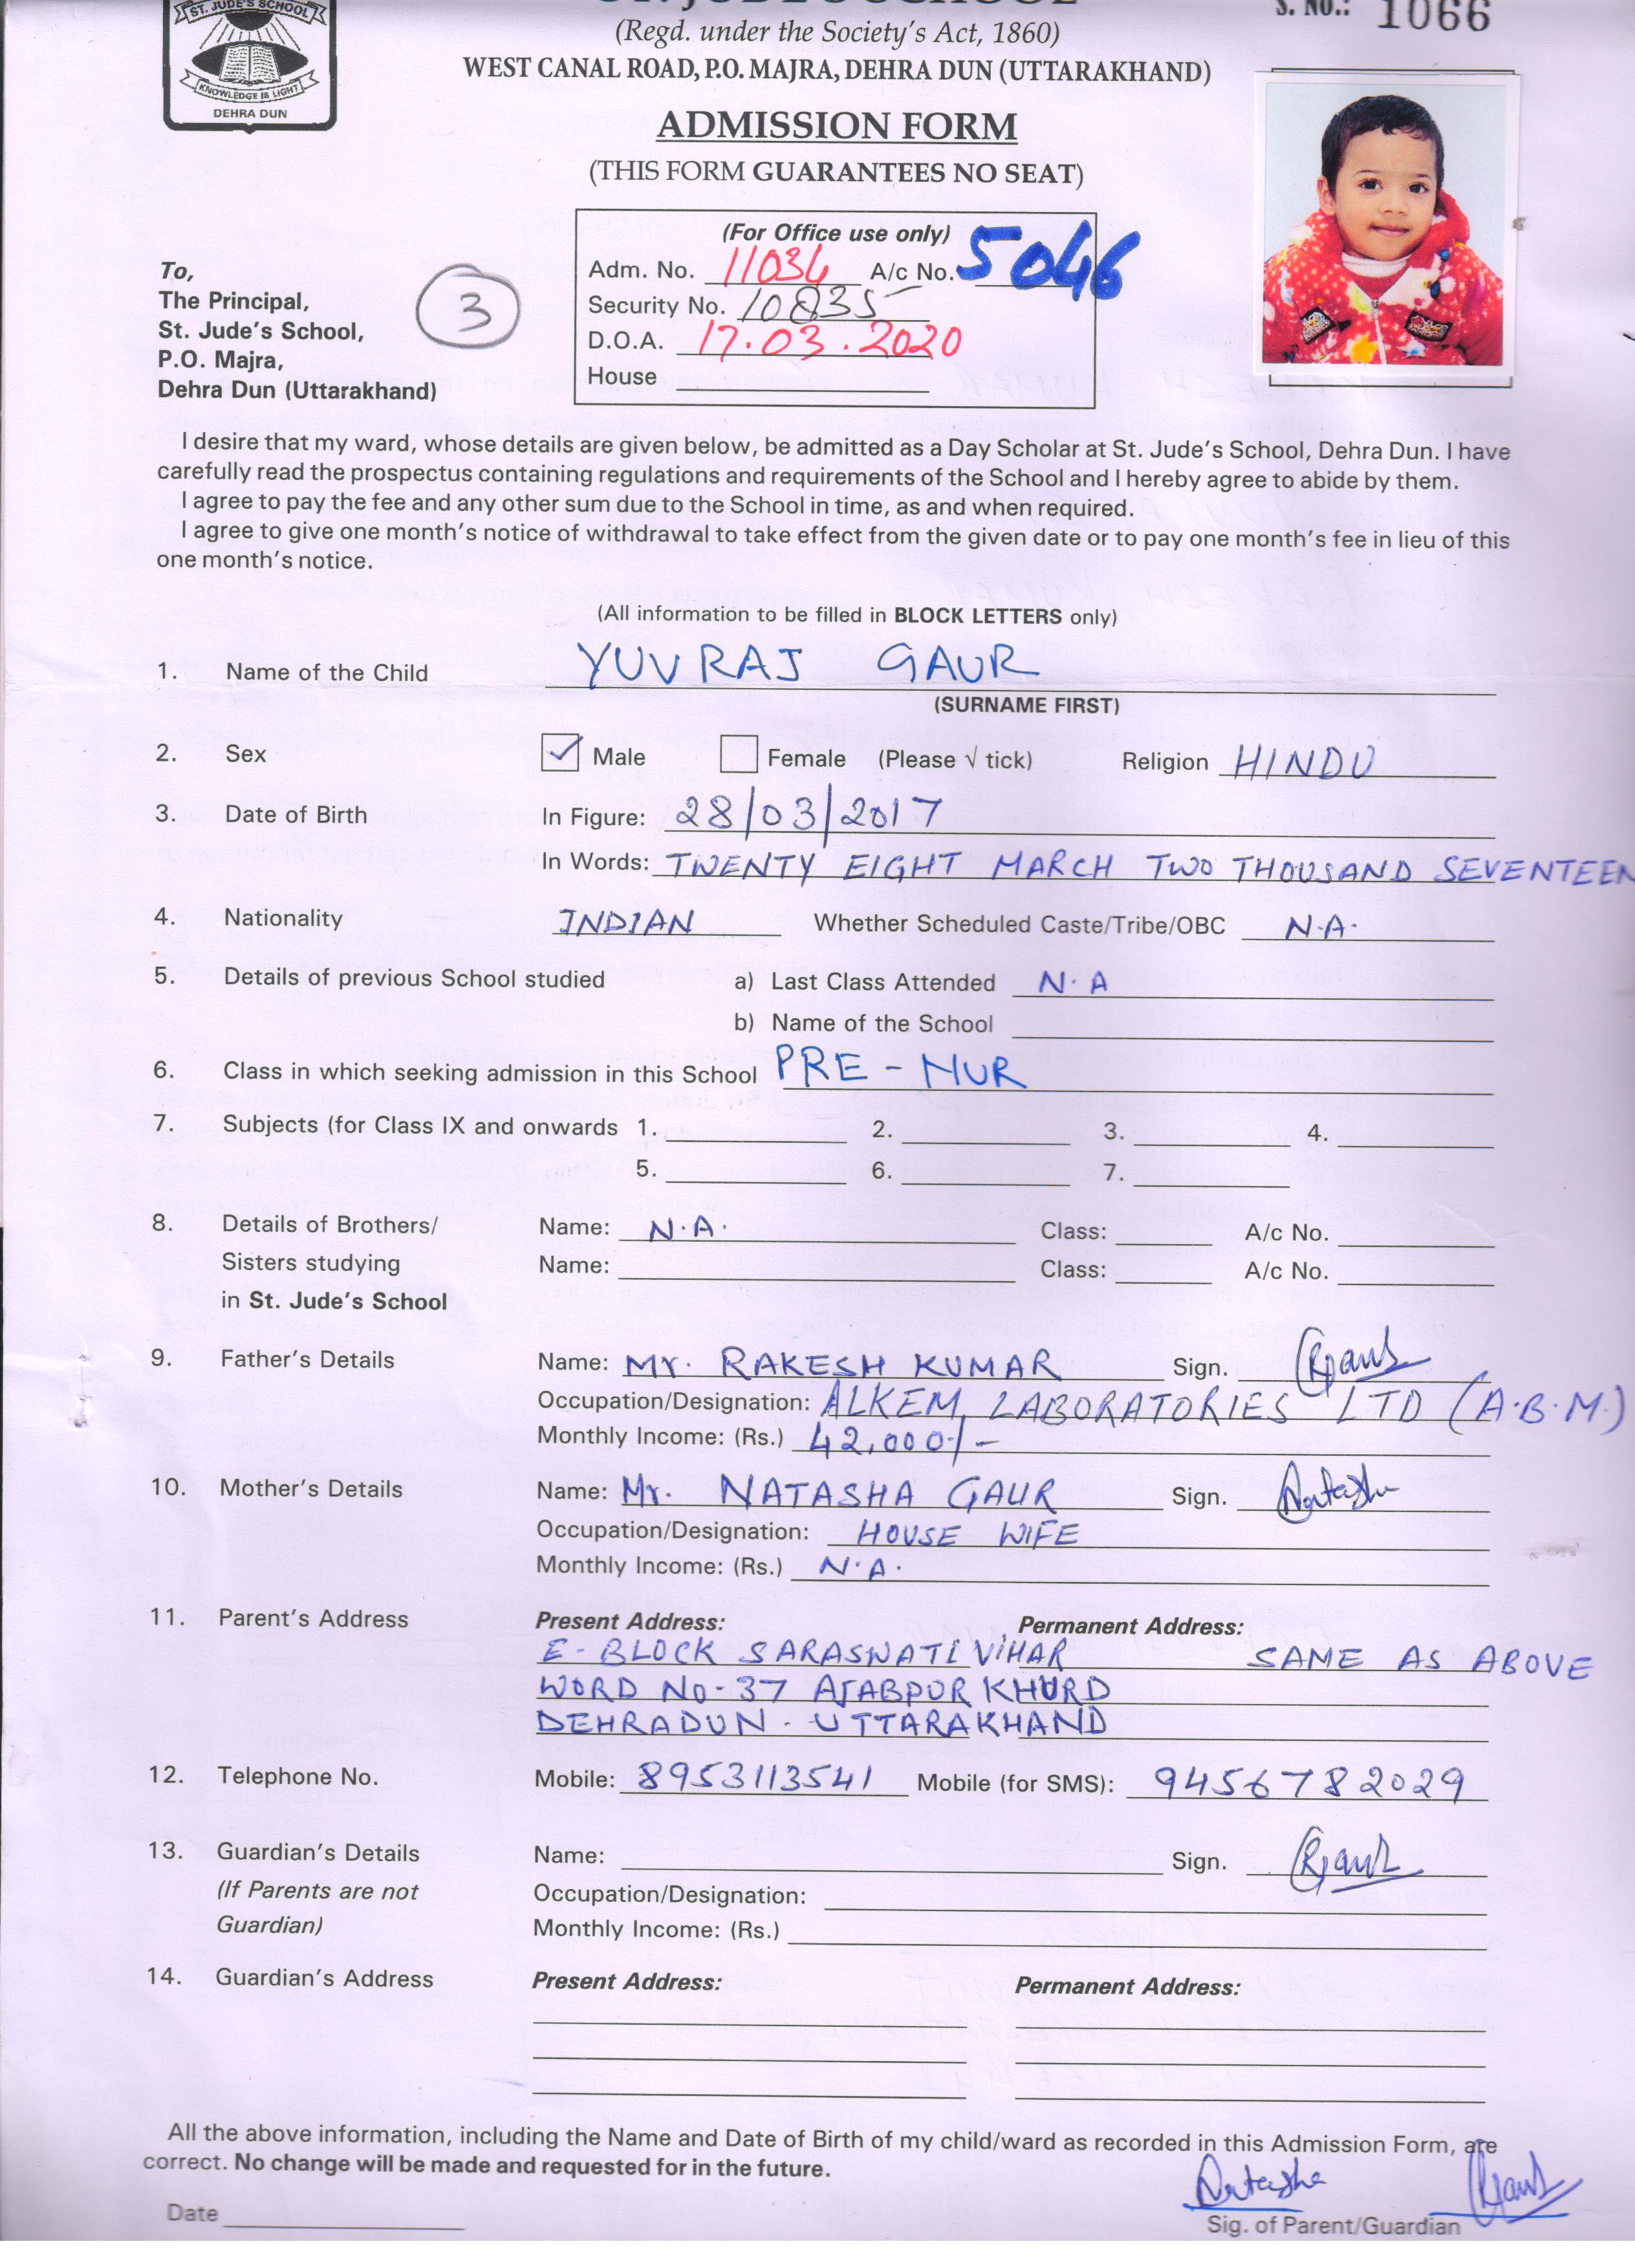 ST. JUDE'S SCHOOL
KNOWLEDGE IS LIGHT
DEHRA DUN
S. No.: 1066
(Regd. under the Society's Act, 1860)
WEST CANAL ROAD, P.O. MAJRA, DEHRA DUN (UTTARAKHAND)
ADMISSION FORM
(THIS FORM GUARANTEES NO SEAT)
(For Office use only)
Adm. No. 11034 A/c No. 5046
Security No. 10835
D.O.A. 17.03.2020
House
To,
The Principal,
St. Jude's School,
P.O. Majra,
Dehra Dun (Uttarakhand)
3
I desire that my ward, whose details are given below, be admitted as a Day Scholar at St. Jude's School, Dehra Dun. I have
carefully read the prospectus containing regulations and requirements of the School and I hereby agree to abide by them.
I agree to pay the fee and any other sum due to the School in time, as and when required.
I agree to give one month's notice of withdrawal to take effect from the given date or to pay one month's fee in lieu of this
one month's notice.
(All information to be filled in BLOCK LETTERS only)
1. Name of the Child YUVRAJ GAUR
(SURNAME FIRST)
2. Sex ✓ Male Female (Please √ tick) Religion HINDU
3. Date of Birth In Figure: 28/03/2017
In Words: TWENTY EIGHT MARCH TWO THOUSAND SEVENTEEN
4. Nationality INDIAN Whether Scheduled Caste/Tribe/OBC N.A.
5. Details of previous School studied a) Last Class Attended N.A
b) Name of the School
6. Class in which seeking admission in this School PRE - NUR
7. Subjects (for Class IX and onwards 1. 2. 3. 4.
5. 6. 7.
8. Details of Brothers/ Name: N.A. Class: A/c No.
Sisters studying Name: Class: A/c No.
in St. Jude's School
9. Father's Details Name: Mr. RAKESH KUMAR Sign.
Occupation/Designation: ALKEM LABORATORIES LTD (A.B.M.)
Monthly Income: (Rs.) 42,000/-
10. Mother's Details Name: Mr. NATASHA GAUR Sign. Natasha
Occupation/Designation: HOUSE WIFE
Monthly Income: (Rs.) N.A.
11. Parent's Address Present Address: Permanent Address:
E-BLOCK SARASWATI VIHAR SAME AS ABOVE
WORD NO-37 AJABPUR KHURD
DEHRADUN - UTTARAKHAND
12. Telephone No. Mobile: 8953113541 Mobile (for SMS): 9456782029
13. Guardian's Details Name: Sign.
(If Parents are not Occupation/Designation:
Guardian) Monthly Income: (Rs.)
14. Guardian's Address Present Address: Permanent Address:
All the above information, including the Name and Date of Birth of my child/ward as recorded in this Admission Form, are
correct. No change will be made and requested for in the future.
Natasha
Date Sig. of Parent/Guardian